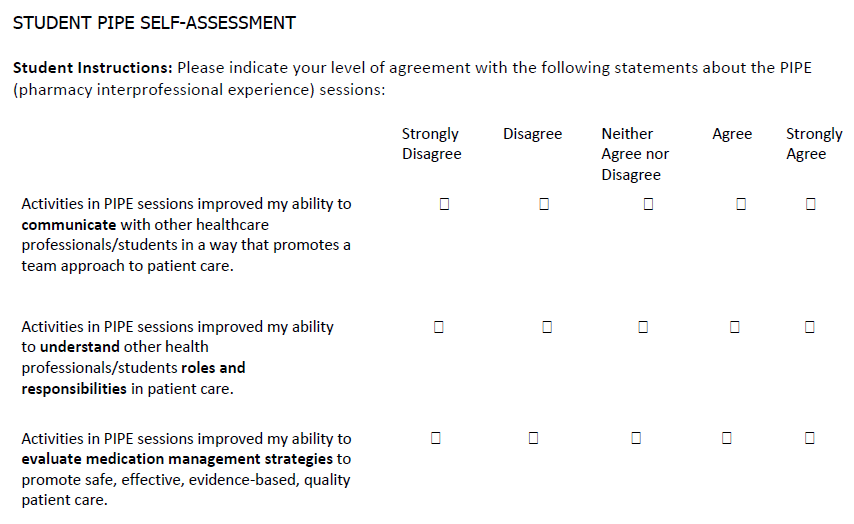 STUDENT PIPE SELF-ASSESSMENT
Student Instructions: Please indicate your level of agreement with the following statements about the PIPE
(pharmacy interprofessional experience) sessions:
Strongly Disagree Neither Agree Strongly
Disagree Agree nor Agree
Disagree
Activities in PIPE sessions improved my ability to
communicate with other healthcare
professionals/students in a way that promotes a
team approach to patient care.
Activities in PIPE sessions improved my ability
to understand other health
professionals/students roles and
responsibilities in patient care.
Activities in PIPE sessions improved my ability to
evaluate medication management strategies to
promote safe, effective, evidence-based, quality
patient care.